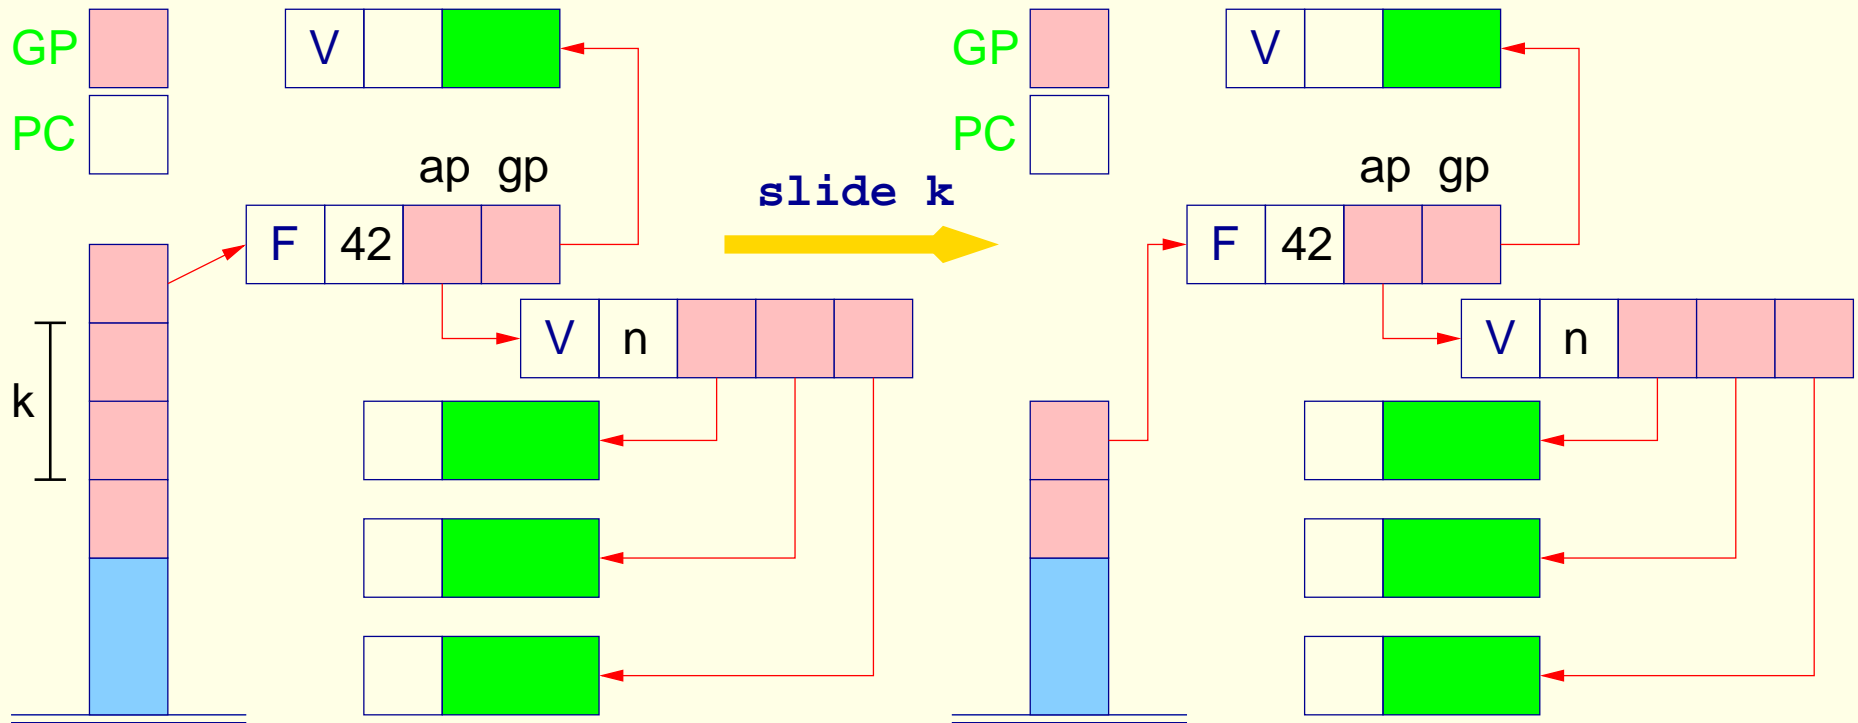 GP
V
PC
ap gp
F 42
V n
k
slide k
GP
V
PC
ap gp
F 42
V n